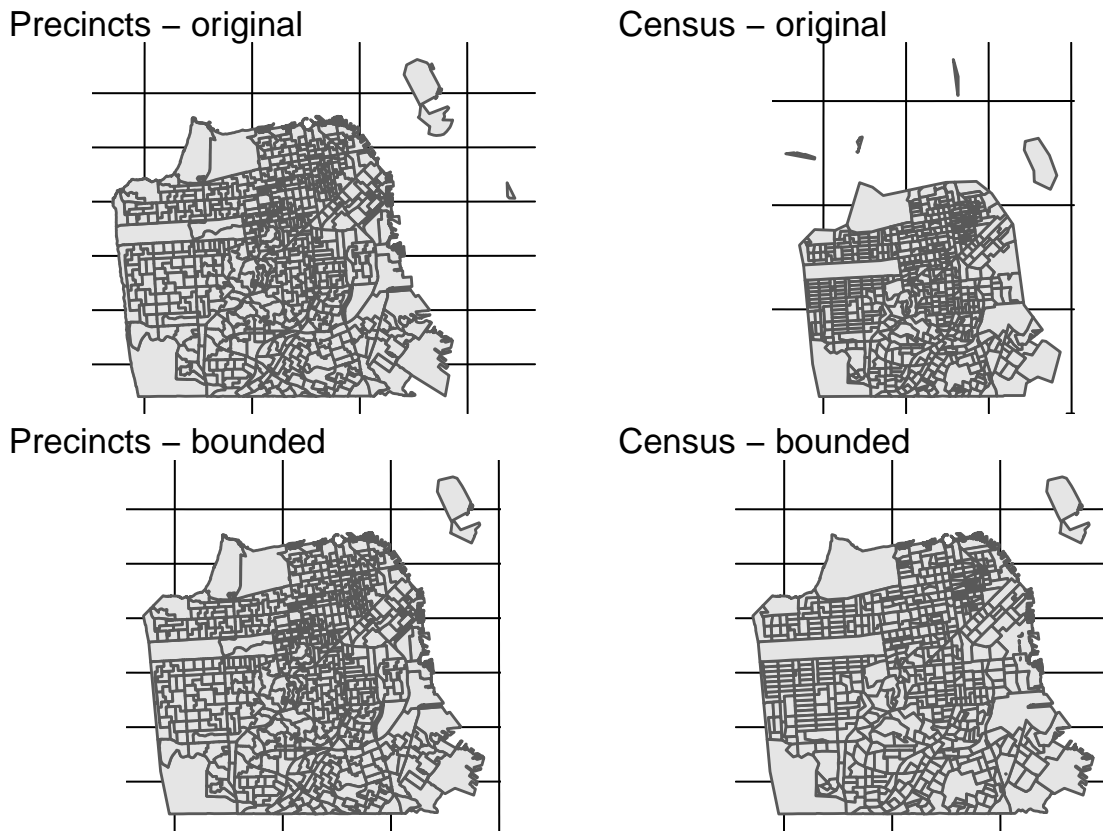 Precincts – original
Census – original
Precincts – bounded
Census – bounded